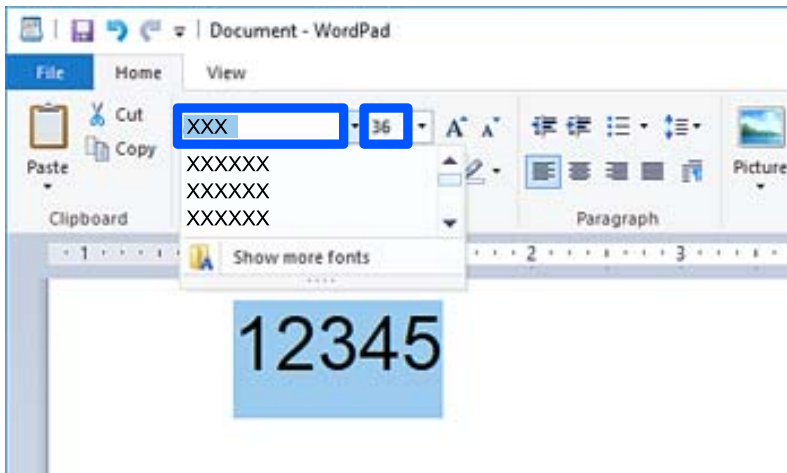 Document - WordPad
File Home View
Cut
XXX 36 A A
Copy
Paste
XXXXXX
XXXXXX
XXXXXX
Picture
Clipboard Paragraph
Show more fonts
1 2 3
12345